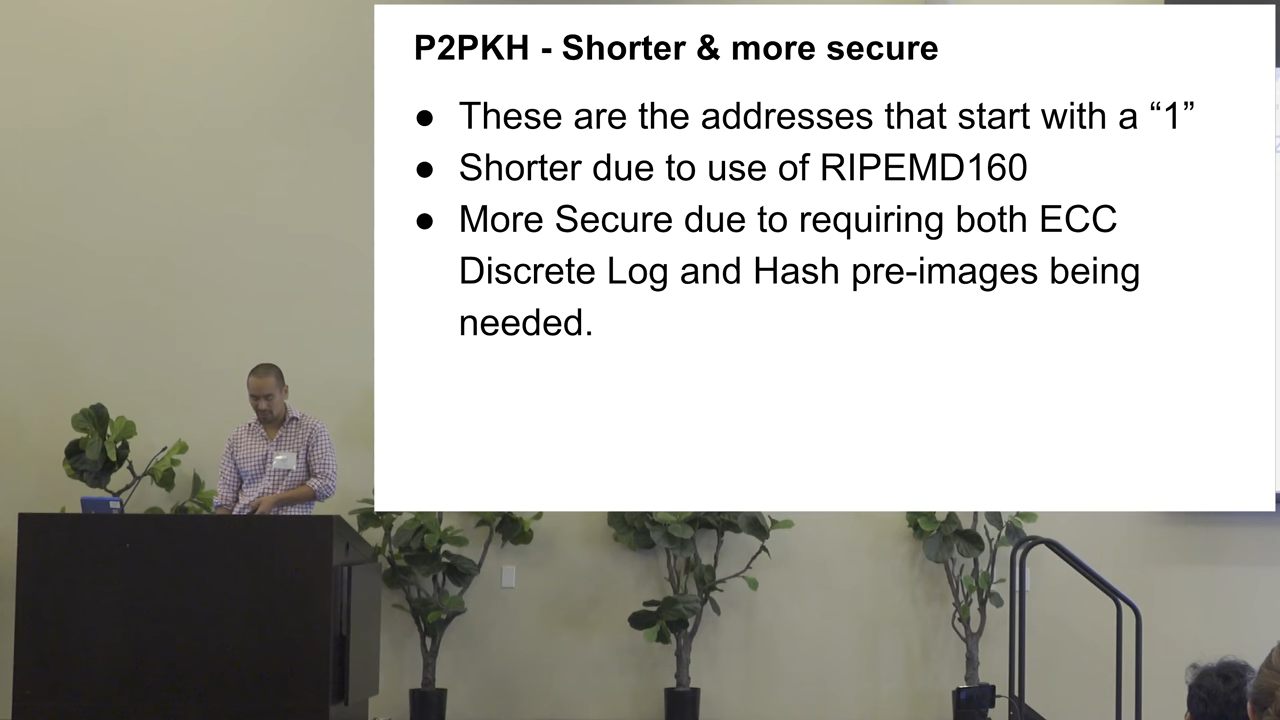 P2PKH - Shorter & more secure
● These are the addresses that start with a “1”
● Shorter due to use of RIPEMD160
● More Secure due to requiring both ECC
Discrete Log and Hash pre-images being
needed.